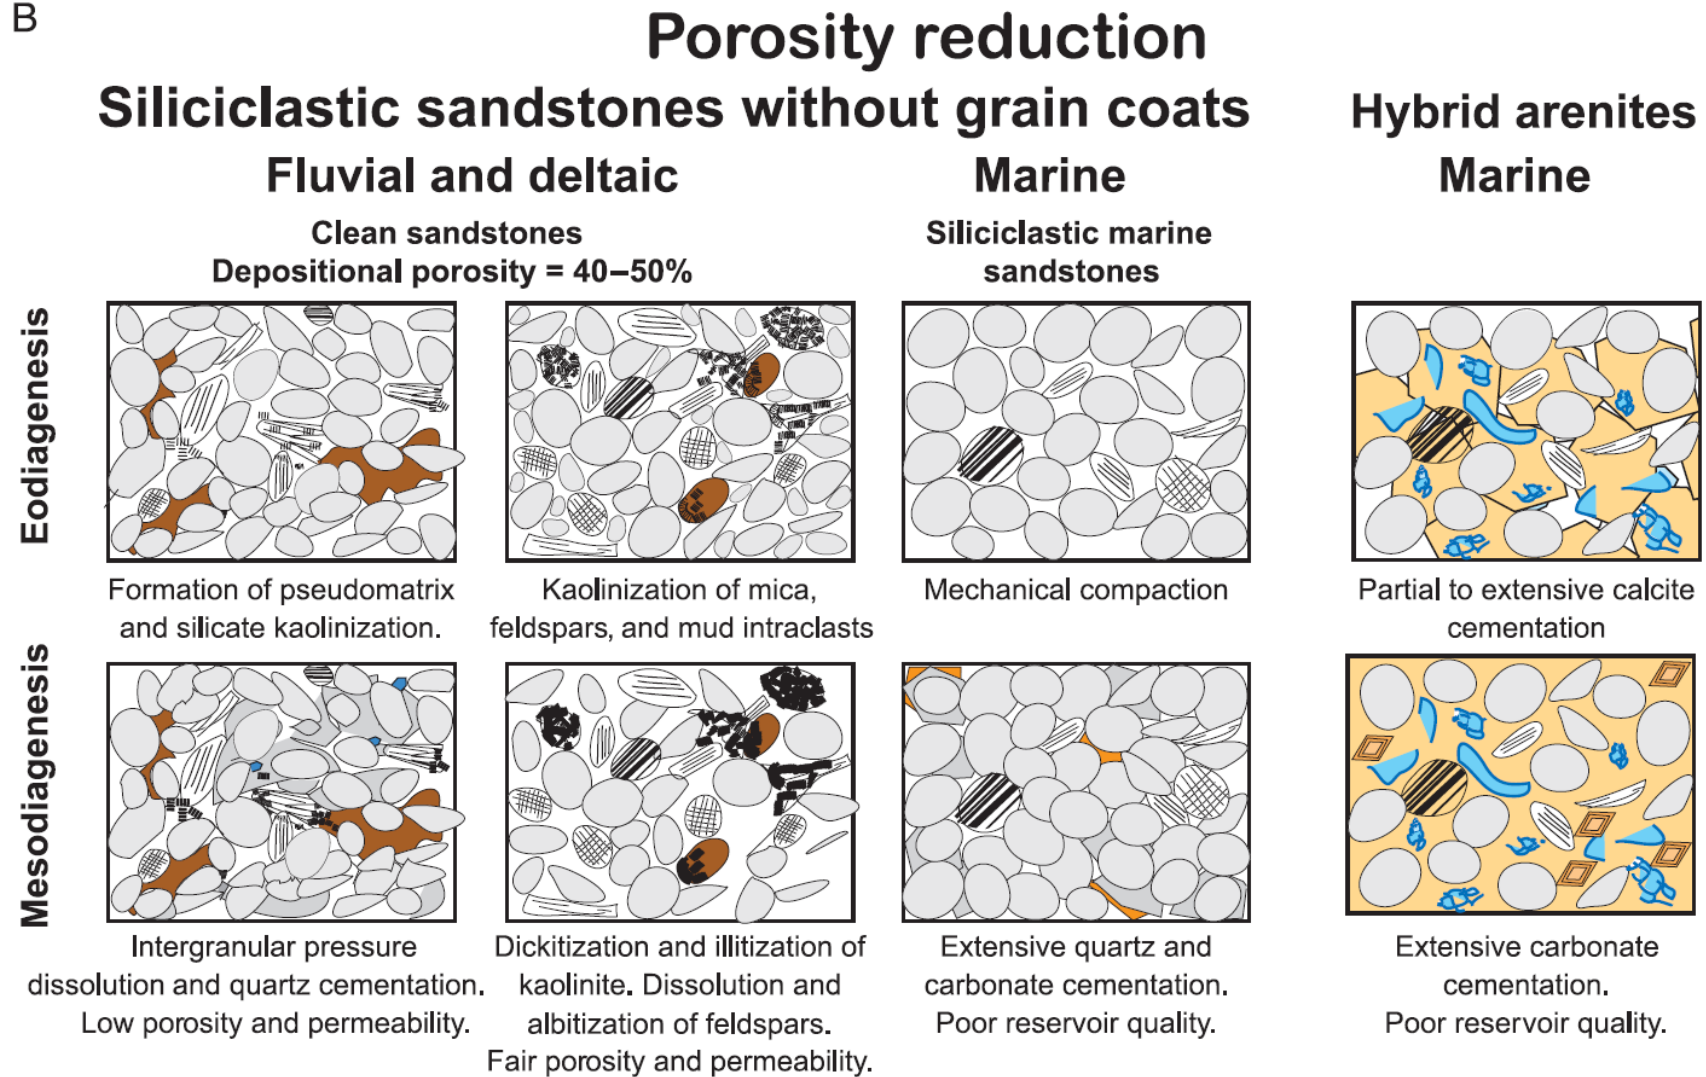 B
Porosity reduction
Siliciclastic sandstones without grain coats
Hybrid arenites
Fluvial and deltaic
Marine
Marine
Clean sandstones
Depositional porosity = 40–50%
Siliciclastic marine
sandstones
Eodiagenesis
Formation of pseudomatrix
and silicate kaolinization.
Kaolinization of mica,
feldspars, and mud intraclasts
Mechanical compaction
Partial to extensive calcite
cementation
Mesodiagenesis
Intergranular pressure
dissolution and quartz cementation.
Low porosity and permeability.
Dickitization and illitization of
kaolinite. Dissolution and
albitization of feldspars.
Fair porosity and permeability.
Extensive quartz and
carbonate cementation.
Poor reservoir quality.
Extensive carbonate
cementation.
Poor reservoir quality.